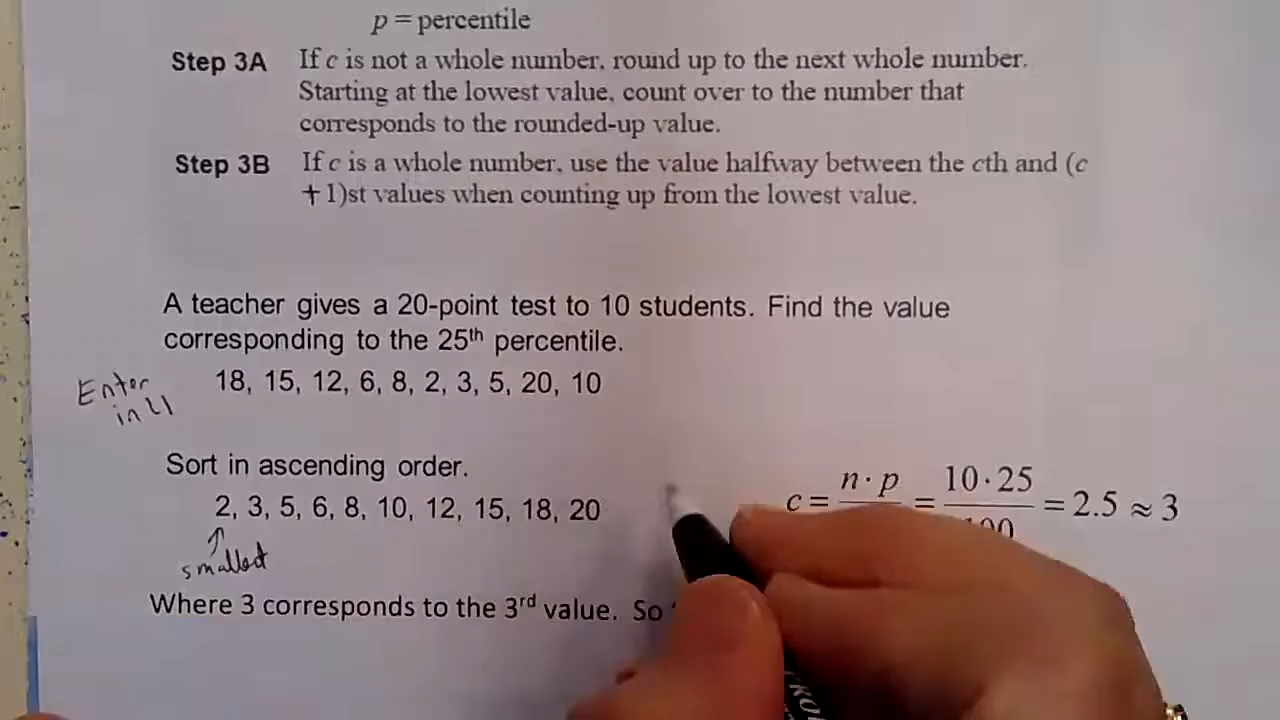 p = percentile
Step 3A If c is not a whole number, round up to the next whole number.
Starting at the lowest value, count over to the number that
corresponds to the rounded-up value.
Step 3B If c is a whole number, use the value halfway between the cth and (c
+ 1)st values when counting up from the lowest value.
A teacher gives a 20-point test to 10 students. Find the value
corresponding to the 25th percentile.
Enter
in L1
18, 15, 12, 6, 8, 2, 3, 5, 20, 10
Sort in ascending order.
2, 3, 5, 6, 8, 10, 12, 15, 18, 20
smallest
c = n · p = 10 · 25 / 100 = 2.5 ≈ 3
Where 3 corresponds to the 3rd value. So